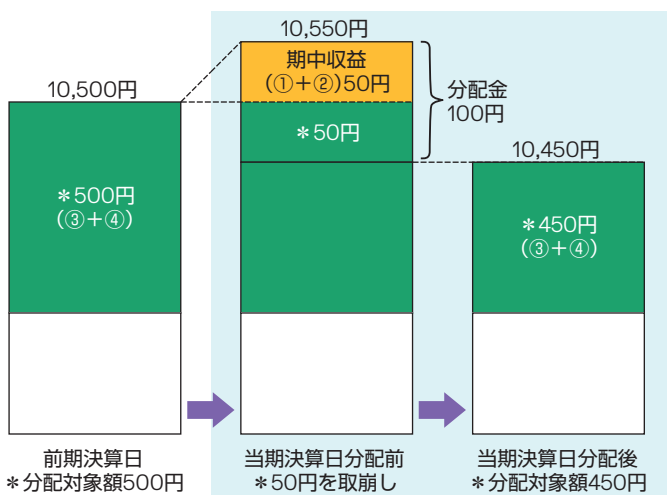 10,500円
＊500円
(③＋④)
前期決算日
＊分配対象額500円
10,550円
期中収益
(①＋②)50円
＊50円
分配金
100円
当期決算日分配前
＊50円を取崩し
10,450円
＊450円
(③＋④)
当期決算日分配後
＊分配対象額450円